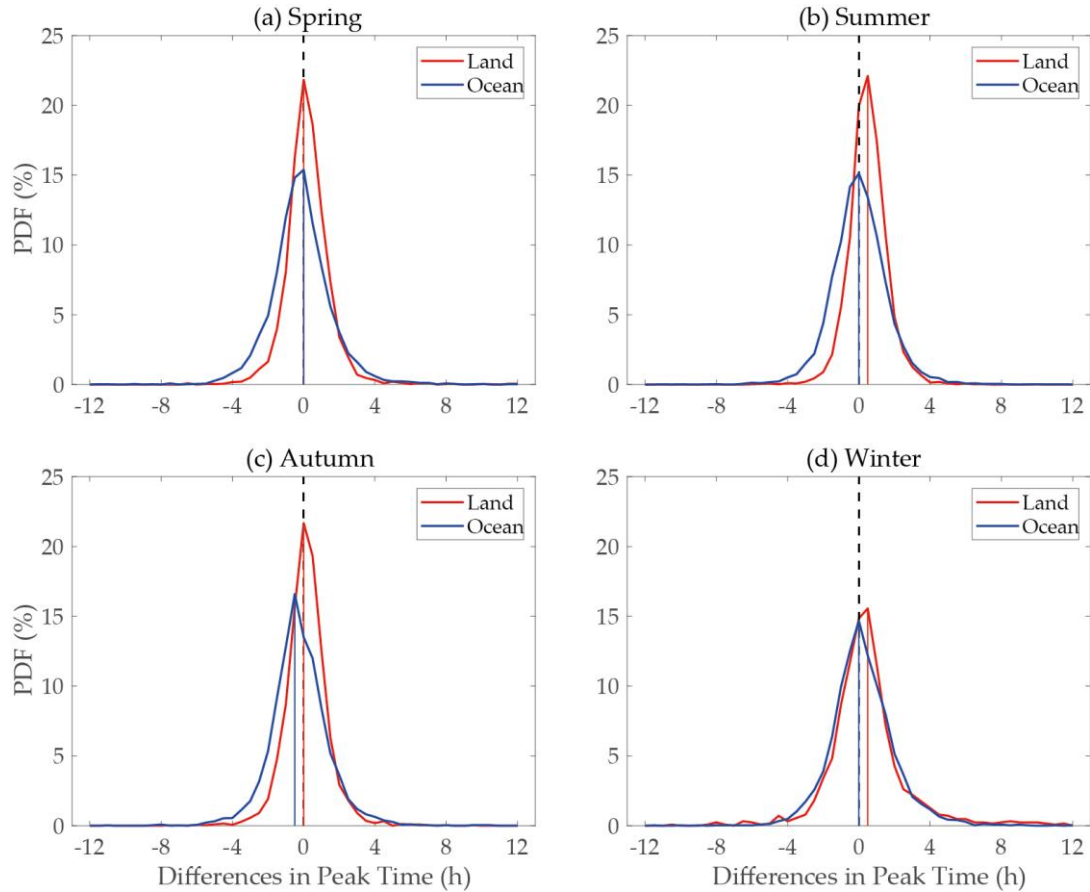 (a) Spring
25
20
15
10
5
0
PDF (%)
Land
Ocean
-12 -8 -4 0 4 8 12
(b) Summer
25
20
15
10
5
0
Land
Ocean
-12 -8 -4 0 4 8 12
(c) Autumn
25
20
15
10
5
0
PDF (%)
Land
Ocean
-12 -8 -4 0 4 8 12
Differences in Peak Time (h)
(d) Winter
25
20
15
10
5
0
Land
Ocean
-12 -8 -4 0 4 8 12
Differences in Peak Time (h)